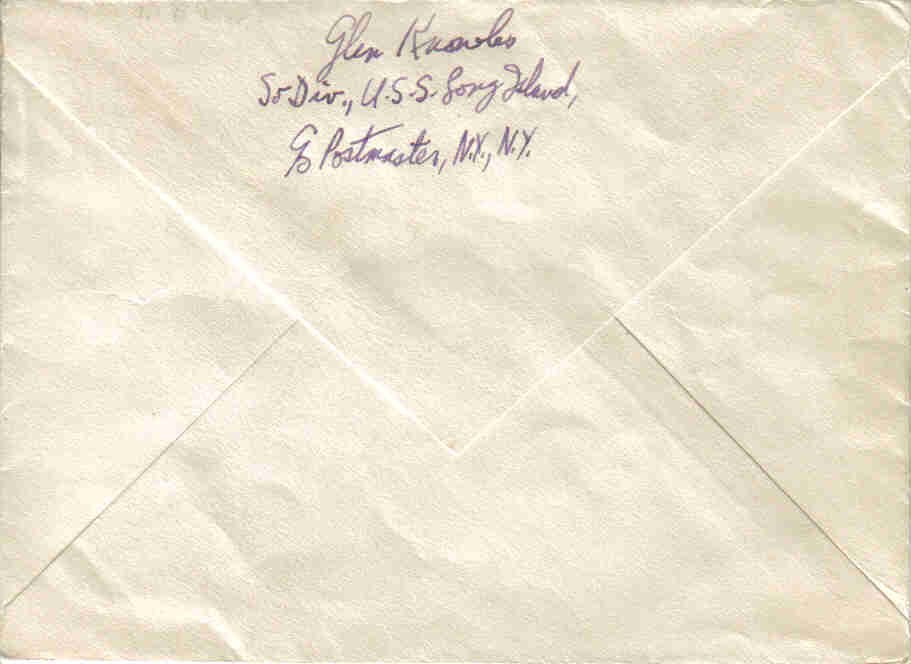 Glen Knowles
S. Div., U.S.S. Long Island,
c/o Postmaster, N.Y., N.Y.